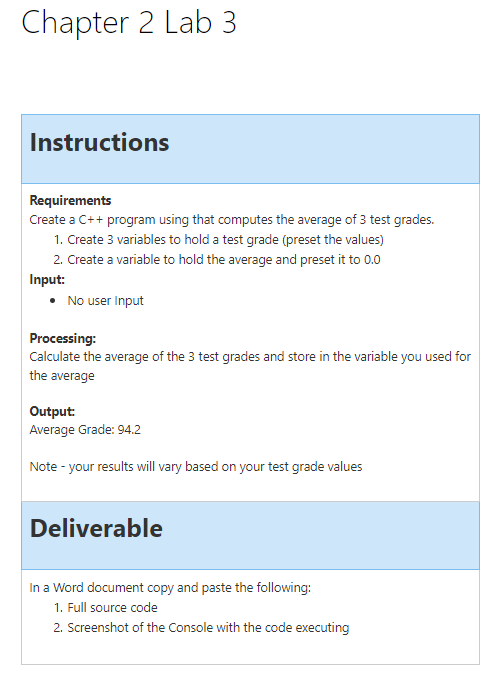 Chapter 2 Lab 3
Instructions
Requirements
Create a C++ program using that computes the average of 3 test grades.
1. Create 3 variables to hold a test grade (preset the values)
2. Create a variable to hold the average and preset it to 0.0
Input:
• No user Input
Processing:
Calculate the average of the 3 test grades and store in the variable you used for
the average
Output:
Average Grade: 94.2
Note - your results will vary based on your test grade values
Deliverable
In a Word document copy and paste the following:
1. Full source code
2. Screenshot of the Console with the code executing